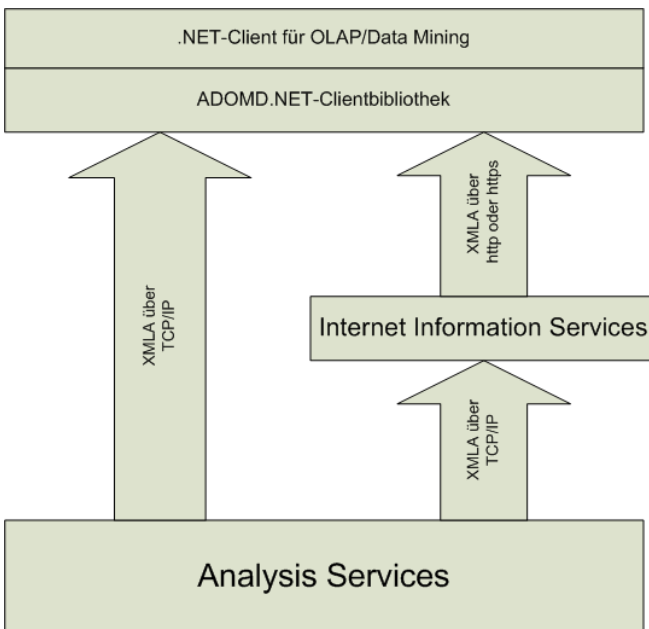 .NET-Client für OLAP/Data Mining
ADOMD.NET-Clientbibliothek
XMLA über
TCP/IP
XMLA über
http oder https
Internet Information Services
XMLA über
TCP/IP
Analysis Services